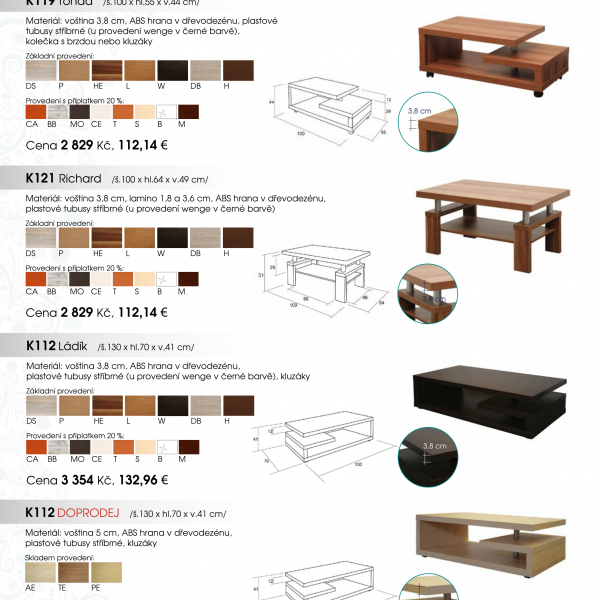 K119 Tonda /š.100 x hl.55 x v.44 cm/
Materiál: voština 3,8 cm, ABS hrana v dřevodezénu, plastové
tubusy stříbrné (u provedení wenge v černé barvě),
kolečka s brzdou nebo kluzáky
Základní provedení:
DS P HE L W DB H
Provedení s příplatkem 20 %:
CA BB MO CE T S B M
Cena 2 829 Kč, 112,14 €
44
100
12
28
13
35
3,8 cm
K121 Richard /š.100 x hl.64 x v.49 cm/
Materiál: voština 3,8 cm, lamino 1,8 a 3,6 cm, ABS hrana v dřevodezénu,
plastové tubusy stříbrné (u provedení wenge v černé barvě)
Základní provedení:
DS P HE L W DB H
Provedení s příplatkem 20 %:
CA BB MO CE T S B M
Cena 2 829 Kč, 112,14 €
51
25
66
100
66
64
3,8 cm
K112 Ládík /š.130 x hl.70 x v.41 cm/
Materiál: voština 3,8 cm, ABS hrana v dřevodezénu,
plastové tubusy stříbrné (u provedení wenge v černé barvě), kluzáky
Základní provedení:
DS P HE L W DB H
Provedení s příplatkem 20 %:
CA BB MO CE T S B M
Cena 3 354 Kč, 132,96 €
12
41
70
130
3,8 cm
K112 DOPRODEJ /š.130 x hl.70 x v.41 cm/
Materiál: voština 5 cm, ABS hrana v dřevodezénu,
plastové tubusy stříbrné, kluzáky
Skladem provedení:
AE TE PE
12
41